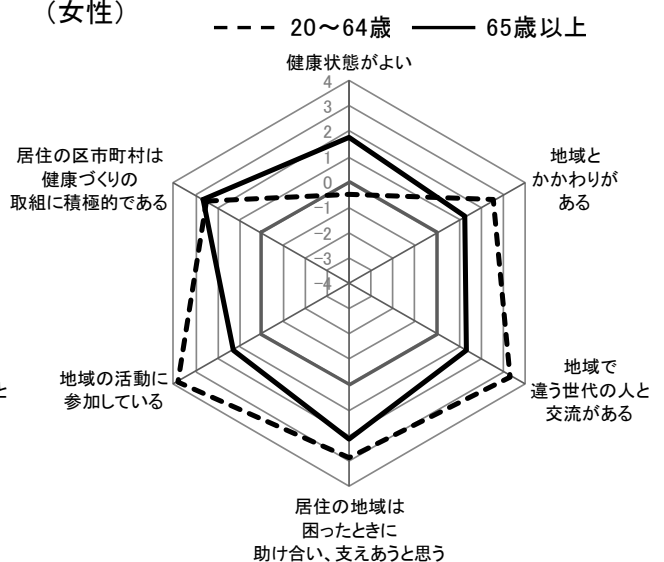 （女性）
20～64歳
65歳以上
健康状態がよい
4
3
2
1
0
-1
-2
-3
-4
地域と
かかわりが
ある
地域で
違う世代の人と
交流がある
居住の地域は
困ったときに
助け合い、支えあうと思う
地域の活動に
参加している
居住の区市町村は
健康づくりの
取組に積極的である
と